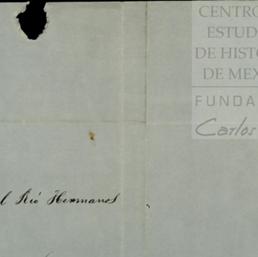 CENTRO
ESTUD
DE HISTO
DE MEX
FUNDA
Carlos
l Rió Hermanos